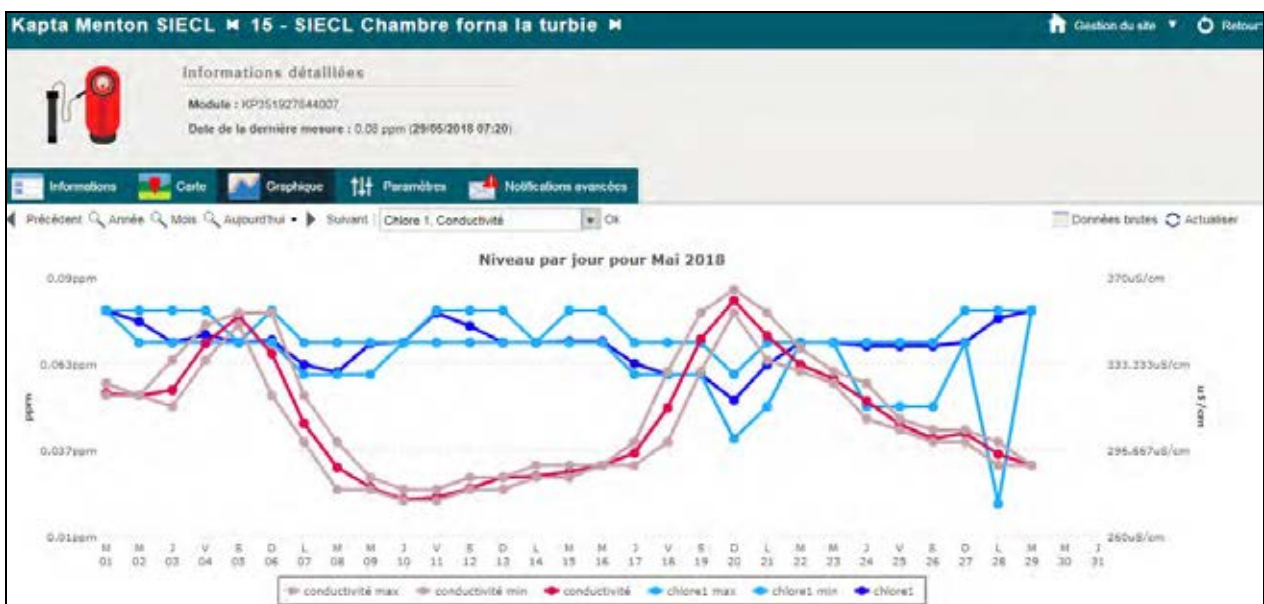 Kapta Menton SIECL 15 - SIECL Chambre forna la turbie
Gestion du site Retour
Informations détaillées
Module : KP351927644007
Date de la dernière mesure : 0.08 ppm (29/05/2018 07:20)
Informations Carte Graphique Paramètres Notifications avancées
Précédent Année Mois Aujourd'hui Suivant Chlore 1, Conductivité Ok Données brutes Actualiser
Niveau par jour pour Mai 2018
0.09ppm 370uS/cm
0.063ppm 333.333uS/cm
ppm uS/cm
0.037ppm 296.667uS/cm
0.01ppm 260uS/cm
M M J V S D L M M J V S D L M M J V S D L M M J V S D L M M J
01 02 03 04 05 06 07 08 09 10 11 12 13 14 15 16 17 18 19 20 21 22 23 24 25 26 27 28 29 30 31
conductivité max conductivité min conductivité chlore1 max chlore1 min chlore1